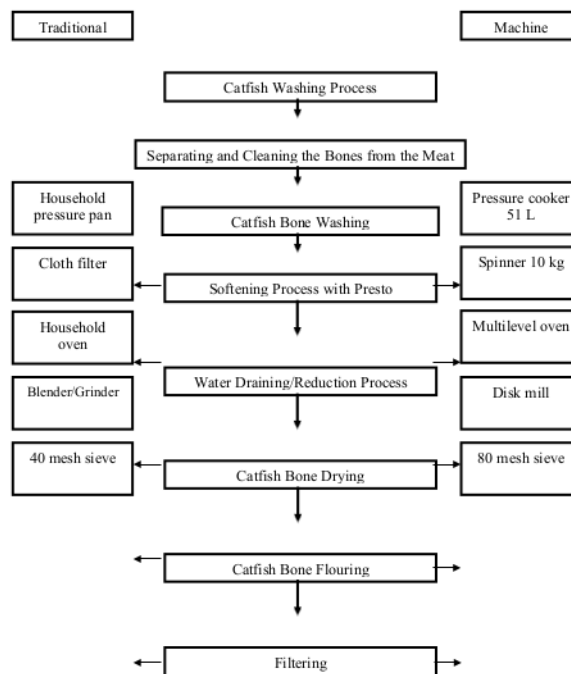 Traditional
Machine
Catfish Washing Process
Separating and Cleaning the Bones from the Meat
Household
pressure pan
Catfish Bone Washing
Pressure cooker
51 L
Cloth filter
Softening Process with Presto
Spinner 10 kg
Household
oven
Multilevel oven
Water Draining/Reduction Process
Blender/Grinder
Disk mill
40 mesh sieve
Catfish Bone Drying
80 mesh sieve
Catfish Bone Flouring
Filtering